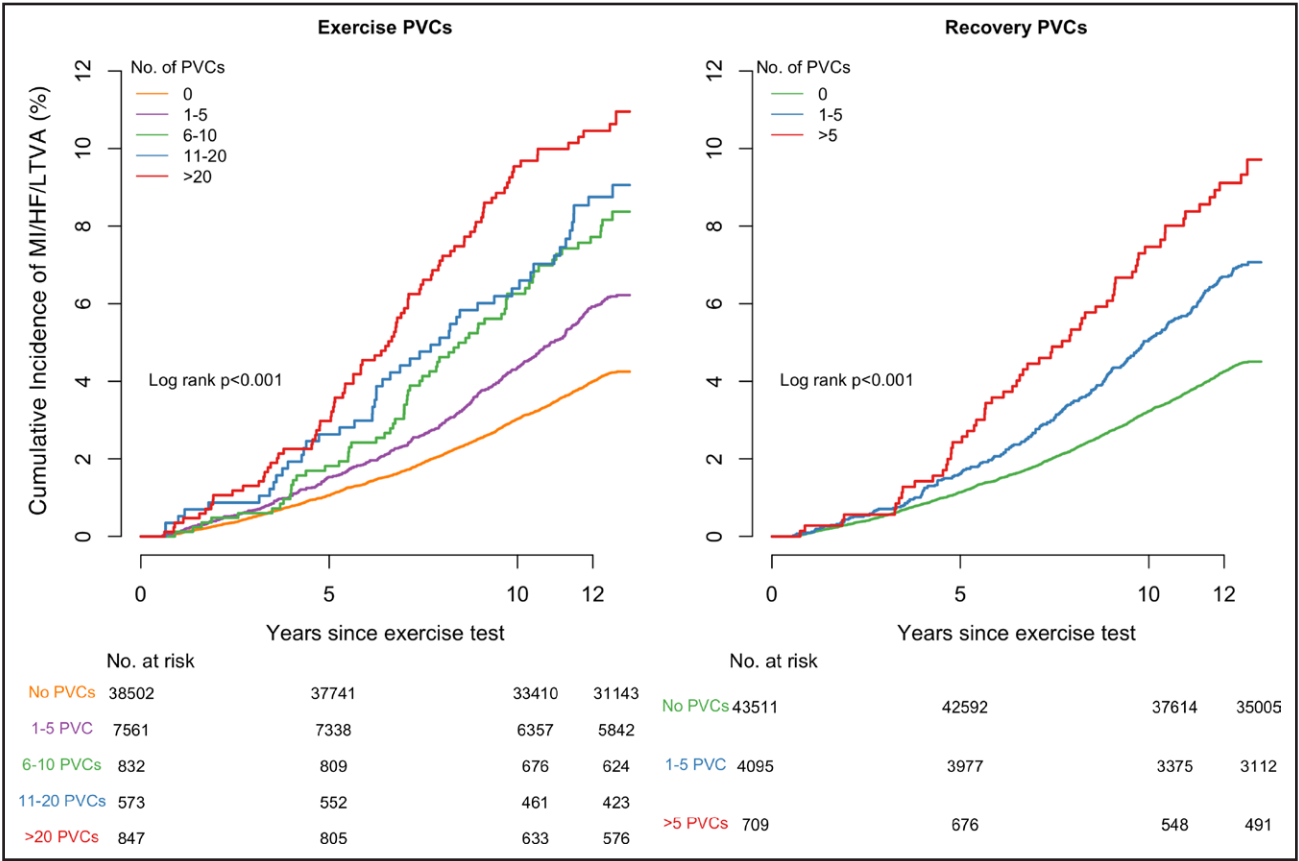 Exercise PVCs
Cumulative Incidence of MI/HF/LTVA (%)
12
10
8
6
4
2
0
No. of PVCs
0
1-5
6-10
11-20
>20
Log rank p<0.001
0 5 10 12
Years since exercise test
No. at risk
No PVCs 38502 37741 33410 31143
1-5 PVC 7561 7338 6357 5842
6-10 PVCs 832 809 676 624
11-20 PVCs 573 552 461 423
>20 PVCs 847 805 633 576
Recovery PVCs
12
10
8
6
4
2
0
No. of PVCs
0
1-5
>5
Log rank p<0.001
0 5 10 12
Years since exercise test
No. at risk
No PVCs 43511 42592 37614 35005
1-5 PVC 4095 3977 3375 3112
>5 PVCs 709 676 548 491